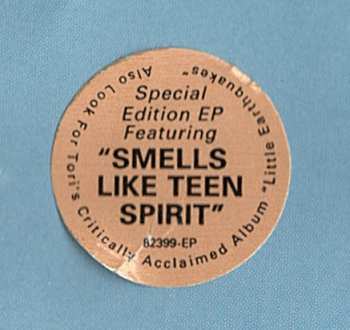 Special
Edition EP
Featuring
"SMELLS
LIKE TEEN
SPIRIT"
82399-EP
Also Look For Tori's Critically Acclaimed Album "Little Earthquakes"